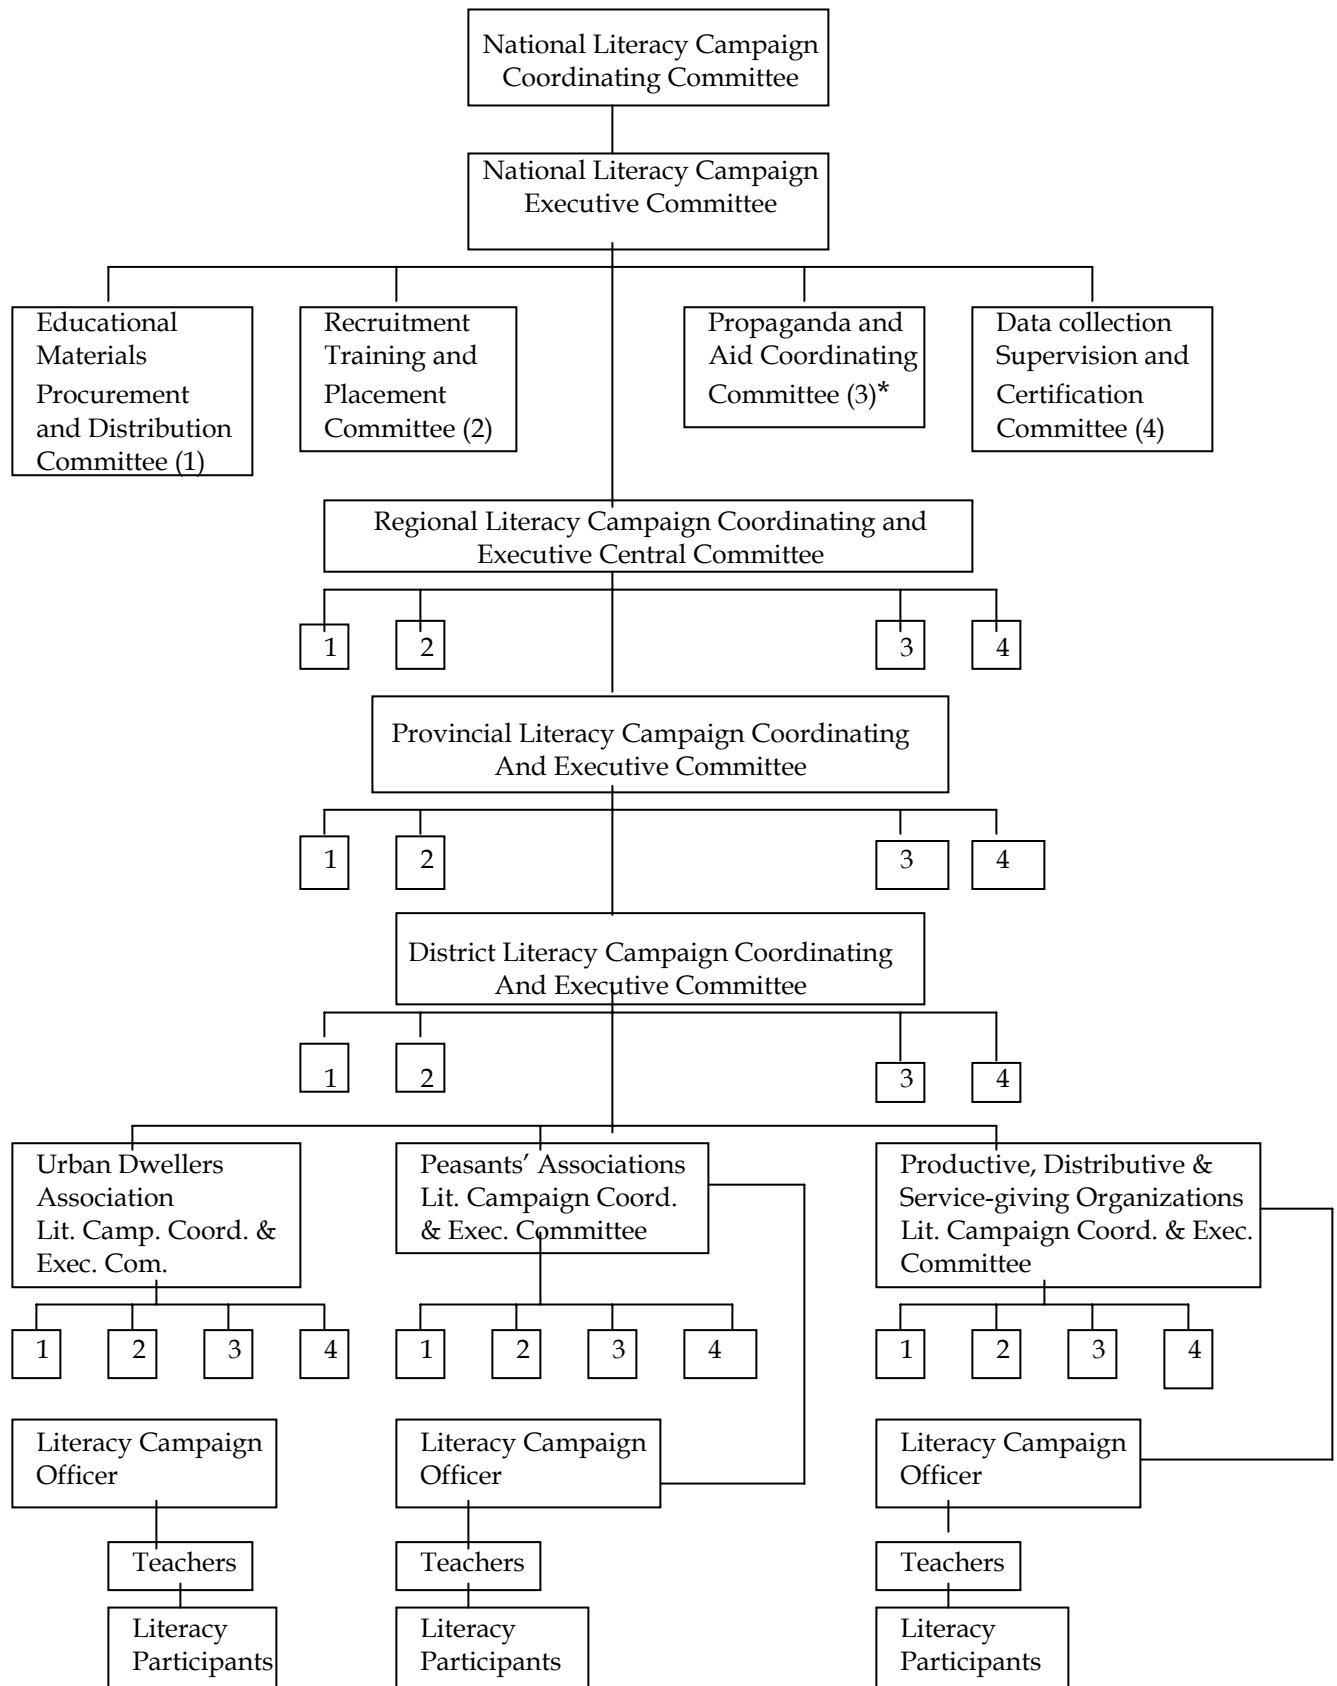 National Literacy Campaign
Coordinating Committee
National Literacy Campaign
Executive Committee
Educational
Materials
Procurement
and Distribution
Committee (1)
Recruitment
Training and
Placement
Committee (2)
Propaganda and
Aid Coordinating
Committee (3)*
Data collection
Supervision and
Certification
Committee (4)
Regional Literacy Campaign Coordinating and
Executive Central Committee
1
2
3
4
Provincial Literacy Campaign Coordinating
And Executive Committee
1
2
3
4
District Literacy Campaign Coordinating
And Executive Committee
1
2
3
4
Urban Dwellers
Association
Lit. Camp. Coord. &
Exec. Com.
Peasants’ Associations
Lit. Campaign Coord.
& Exec. Committee
Productive, Distributive &
Service-giving Organizations
Lit. Campaign Coord. & Exec.
Committee
1
2
3
4
1
2
3
4
1
2
3
4
Literacy Campaign
Officer
Literacy Campaign
Officer
Literacy Campaign
Officer
Teachers
Teachers
Teachers
Literacy
Participants
Literacy
Participants
Literacy
Participants